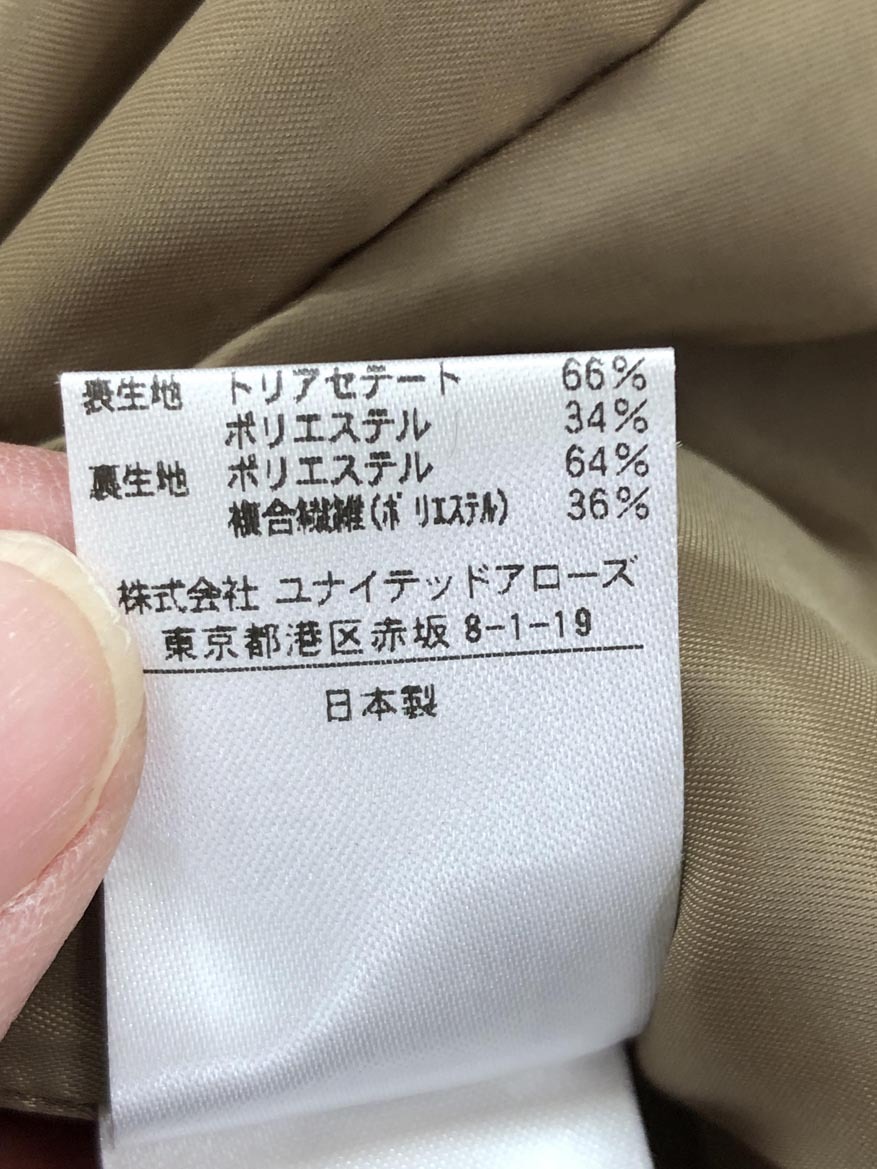 表生地 トリアセテート 66%
ポリエステル 34%
裏生地 ポリエステル 64%
複合繊維(ポリエステル) 36%
株式会社 ユナイテッドアローズ
東京都港区赤坂 8-1-19
日本製